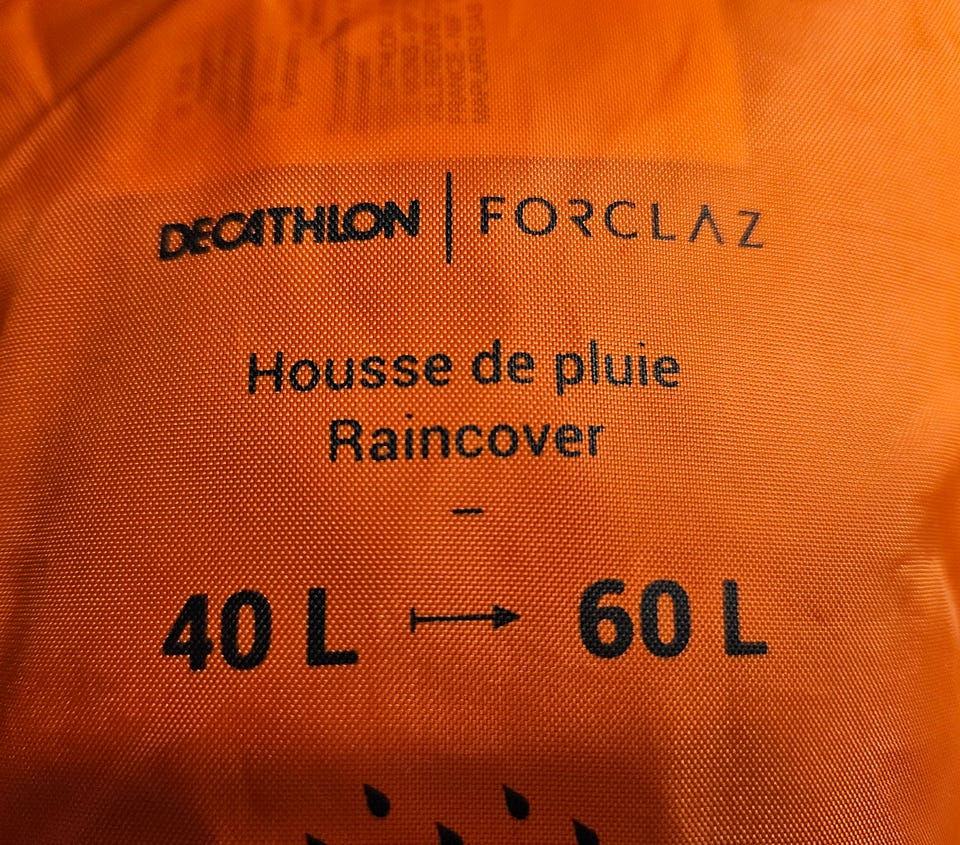 DECATHLON | FORCLAZ
Housse de pluie
Raincover
–
40 L ↦ 60 L